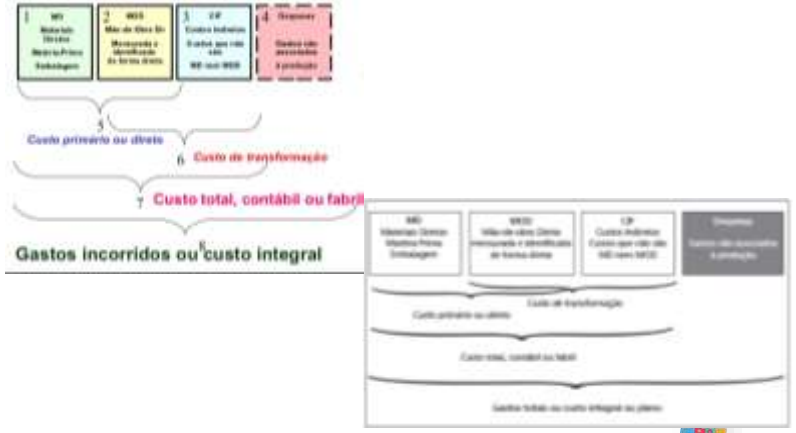 1 MD
Materiais
Diretos
Matéria-Prima
Embalagem
2 MOD
Mão-de-Obra Dir
Mensurada e
identificada
de forma direta
3 CIF
Custos Indiretos
Custos que não
são
MD nem MOD
4 Despesas
Gastos não
associados
à produção
5
Custo primário ou direto
6 Custo de transformação
7 Custo total, contábil ou fabril
8
Gastos incorridos ou custo integral
MD
Materiais Diretos
Matéria Prima
Embalagem
MOD
Mão-de-obra Direta
mensurada e identificada
de forma direta
CIF
Custos Indiretos
Custos que não são
MD nem MOD
Despesas
Gastos não associados
à produção
Custo de transformação
Custo primário ou direto
Custo total, contábil ou fabril
Gastos totais ou custo integral ou pleno